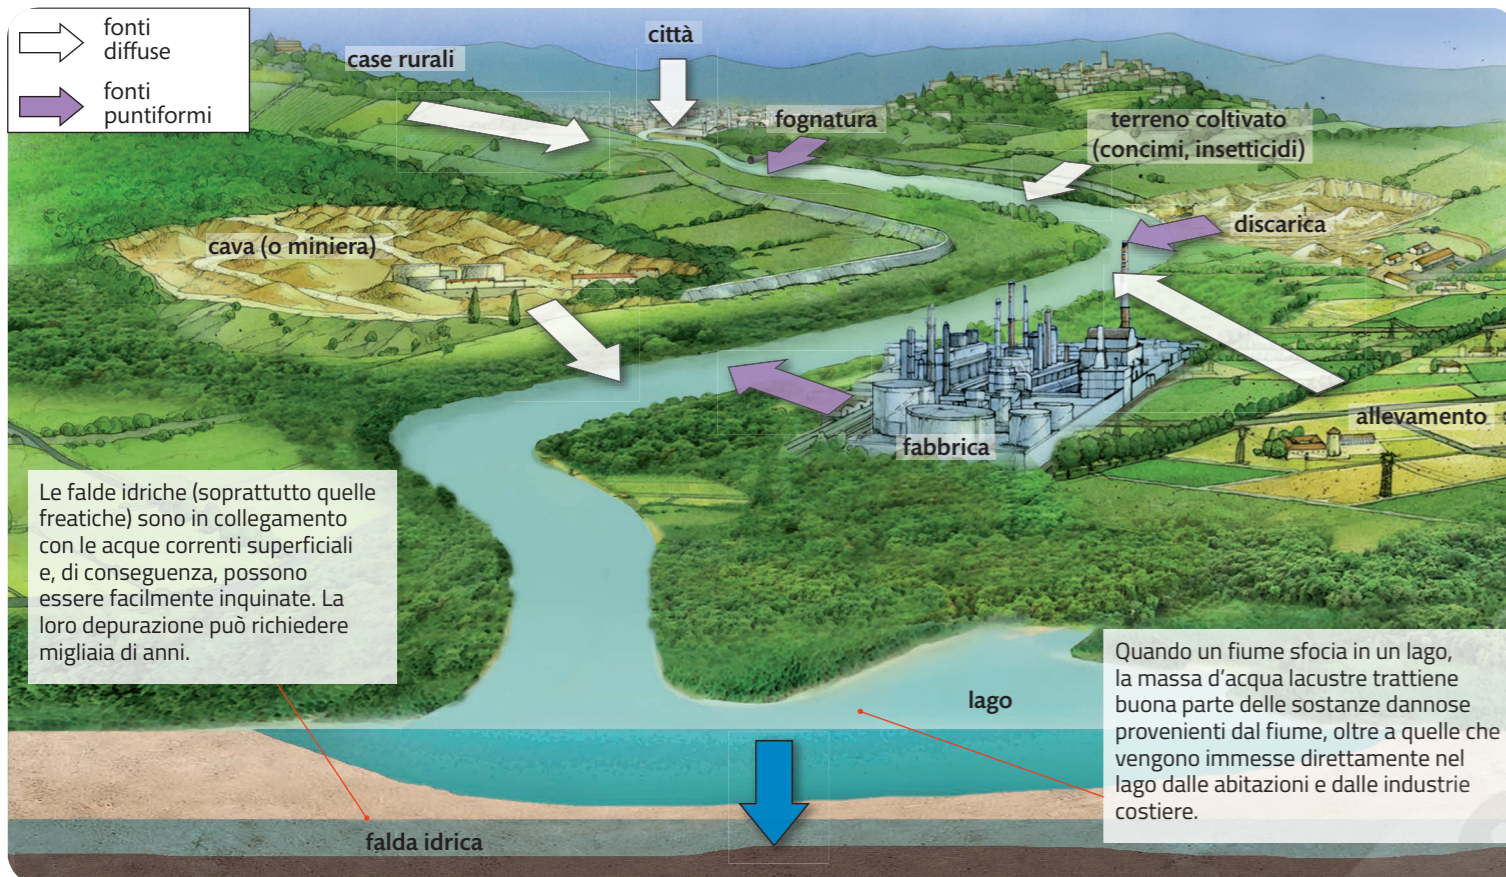 fonti
diffuse
fonti
puntiformi
case rurali
città
fognatura
terreno coltivato
(concimi, insetticidi)
cava (o miniera)
discarica
allevamento
fabbrica
Le falde idriche (soprattutto quelle
freatiche) sono in collegamento
con le acque correnti superficiali
e, di conseguenza, possono
essere facilmente inquinate. La
loro depurazione può richiedere
migliaia di anni.
lago
Quando un fiume sfocia in un lago,
la massa d'acqua lacustre trattiene
buona parte delle sostanze dannose
provenienti dal fiume, oltre a quelle che
vengono immesse direttamente nel
lago dalle abitazioni e dalle industrie
costiere.
falda idrica